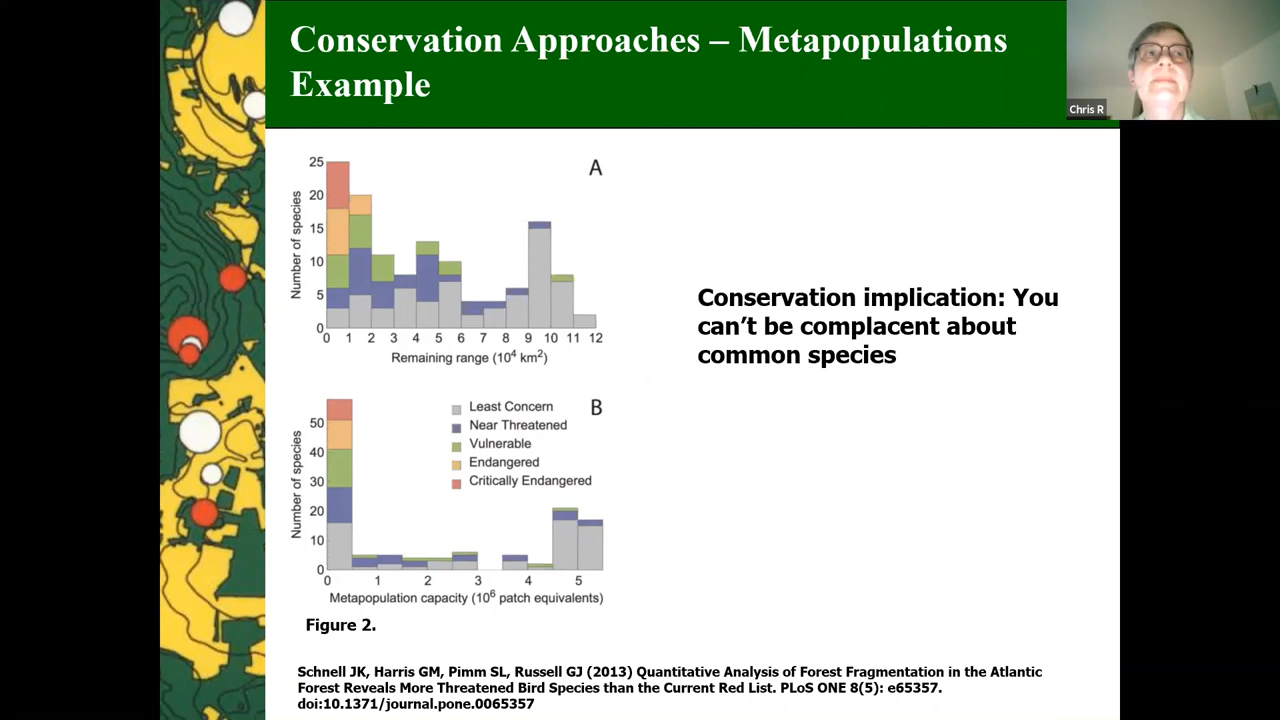 Conservation Approaches – Metapopulations
Example
Chris R
A
25
20
15
10
5
0
Number of species
0 1 2 3 4 5 6 7 8 9 10 11 12
Remaining range (10⁴ km²)
Conservation implication: You
can’t be complacent about
common species
B
Least Concern
Near Threatened
Vulnerable
Endangered
Critically Endangered
50
40
30
20
10
0
Number of species
0 1 2 3 4 5
Metapopulation capacity (10⁶ patch equivalents)
Figure 2.
Schnell JK, Harris GM, Pimm SL, Russell GJ (2013) Quantitative Analysis of Forest Fragmentation in the Atlantic
Forest Reveals More Threatened Bird Species than the Current Red List. PLoS ONE 8(5): e65357.
doi:10.1371/journal.pone.0065357